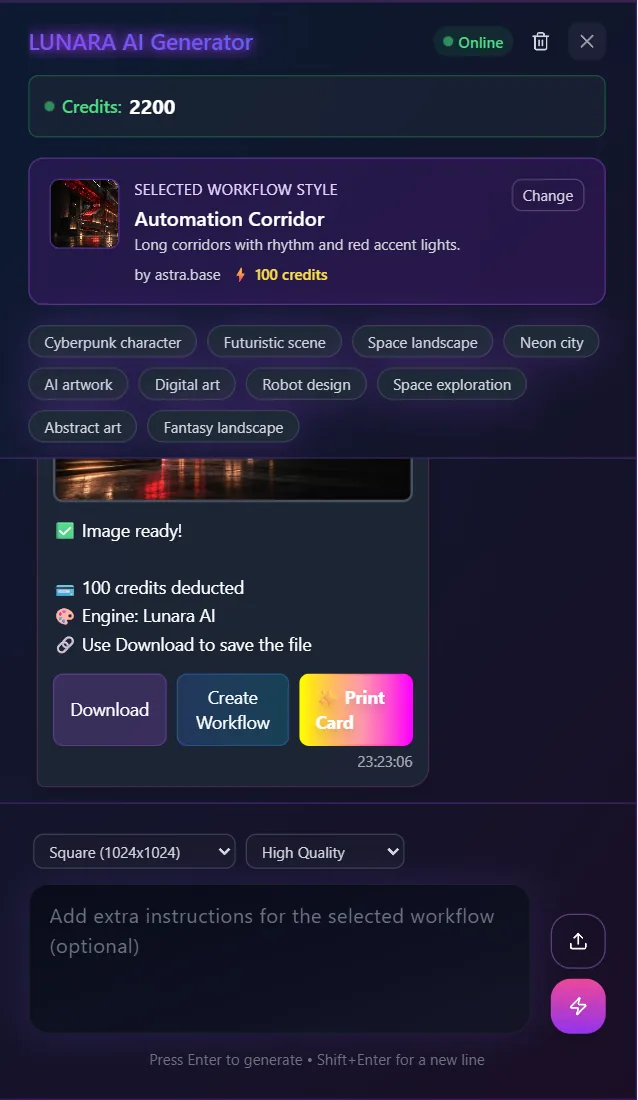 LUNARA AI Generator
Online
Credits: 2200
SELECTED WORKFLOW STYLE
Change
Automation Corridor
Long corridors with rhythm and red accent lights.
by astra.base ⚡ 100 credits
Cyberpunk character
Futuristic scene
Space landscape
Neon city
AI artwork
Digital art
Robot design
Space exploration
Abstract art
Fantasy landscape
✅ Image ready!
💳 100 credits deducted
🎨 Engine: Lunara AI
🔗 Use Download to save the file
Download
Create
Workflow
✨ Print
Card
23:23:06
Square (1024x1024)
High Quality
Add extra instructions for the selected workflow
(optional)
Press Enter to generate • Shift+Enter for a new line